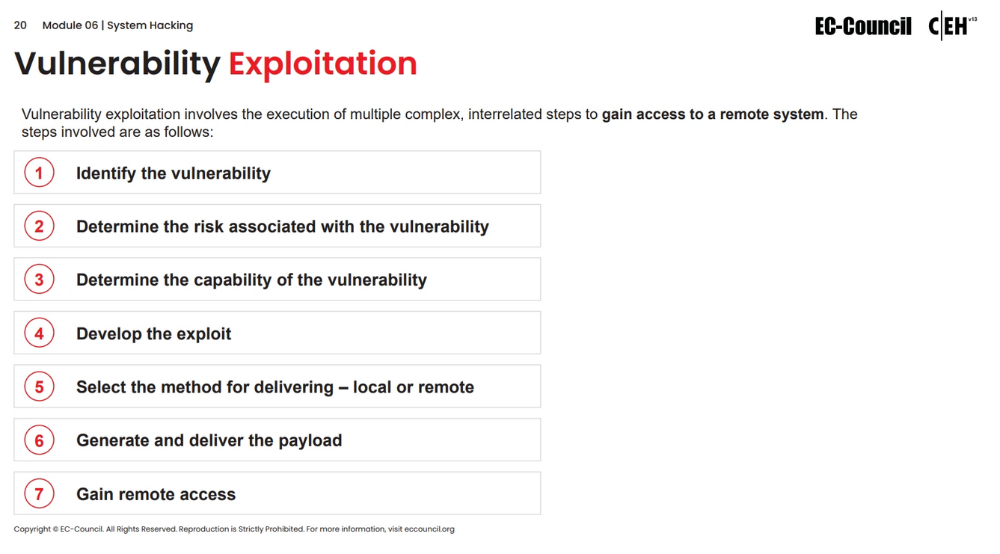 20 Module 06 | System Hacking
EC-Council C|EH v13
Vulnerability Exploitation
Vulnerability exploitation involves the execution of multiple complex, interrelated steps to gain access to a remote system. The
steps involved are as follows:
1 Identify the vulnerability
2 Determine the risk associated with the vulnerability
3 Determine the capability of the vulnerability
4 Develop the exploit
5 Select the method for delivering – local or remote
6 Generate and deliver the payload
7 Gain remote access
Copyright © EC-Council. All Rights Reserved. Reproduction is Strictly Prohibited. For more information, visit eccouncil.org